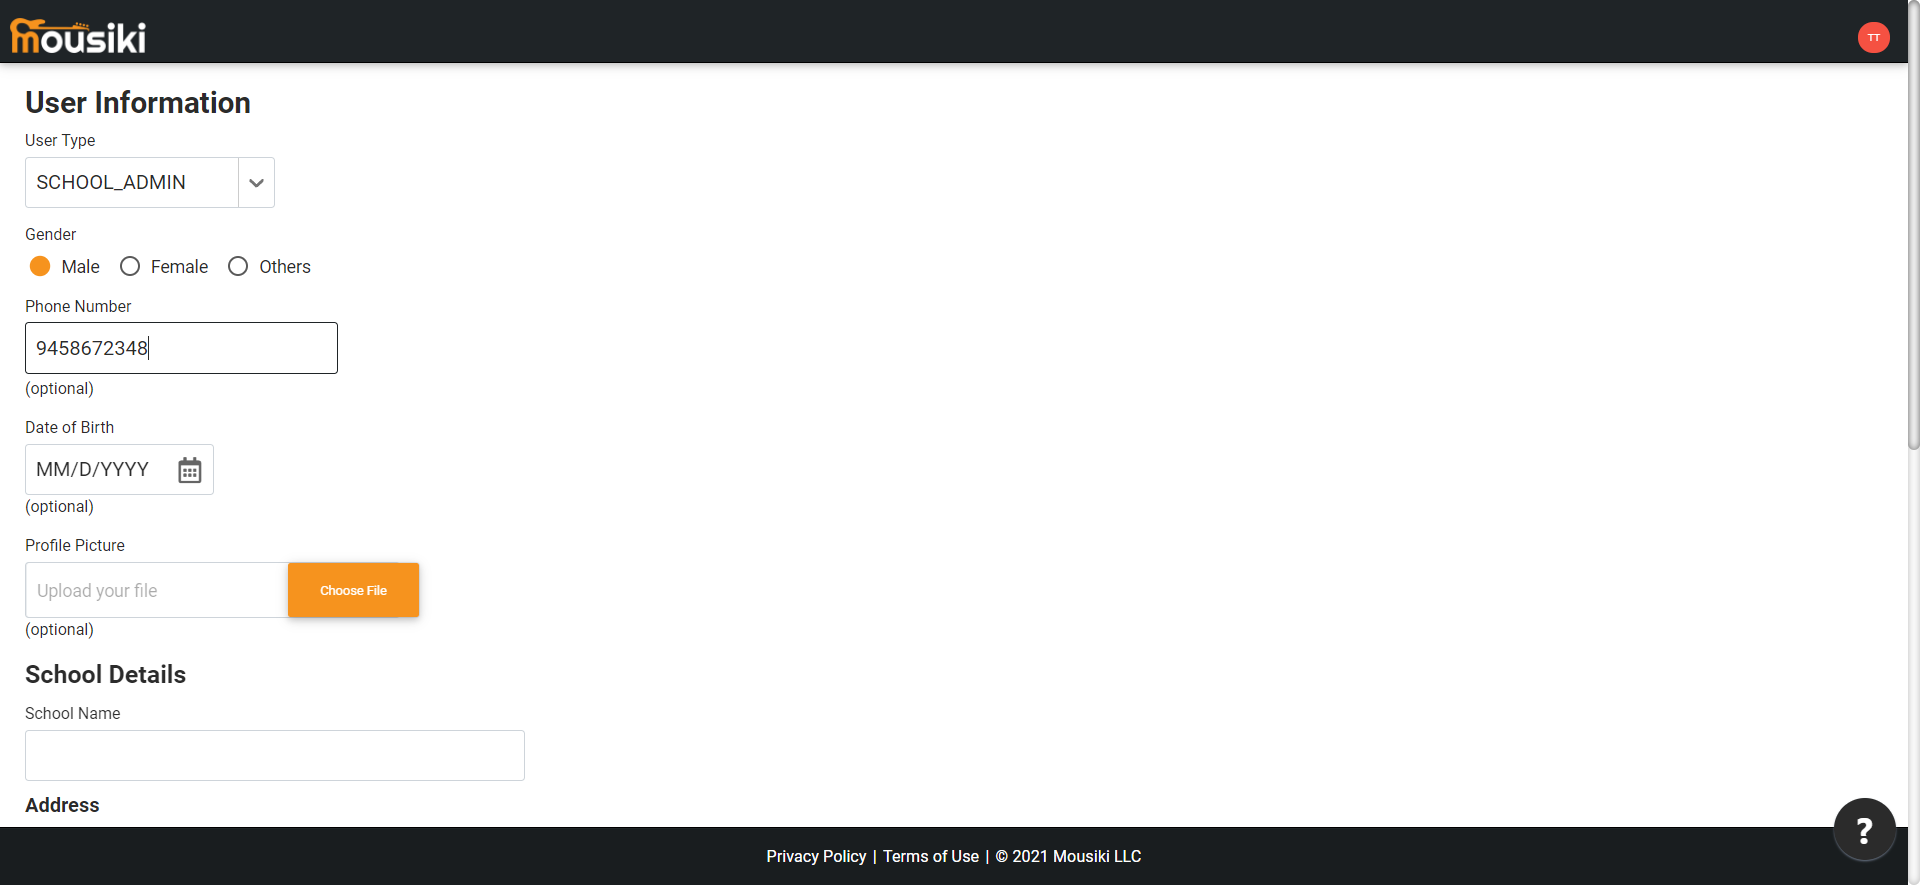 mousiki
TT
User Information
User Type
SCHOOL_ADMIN
Gender
Male Female Others
Phone Number
9458672348
(optional)
Date of Birth
MM/D/YYYY
(optional)
Profile Picture
Upload your file Choose File
(optional)
School Details
School Name
Address
?
Privacy Policy | Terms of Use | © 2021 Mousiki LLC